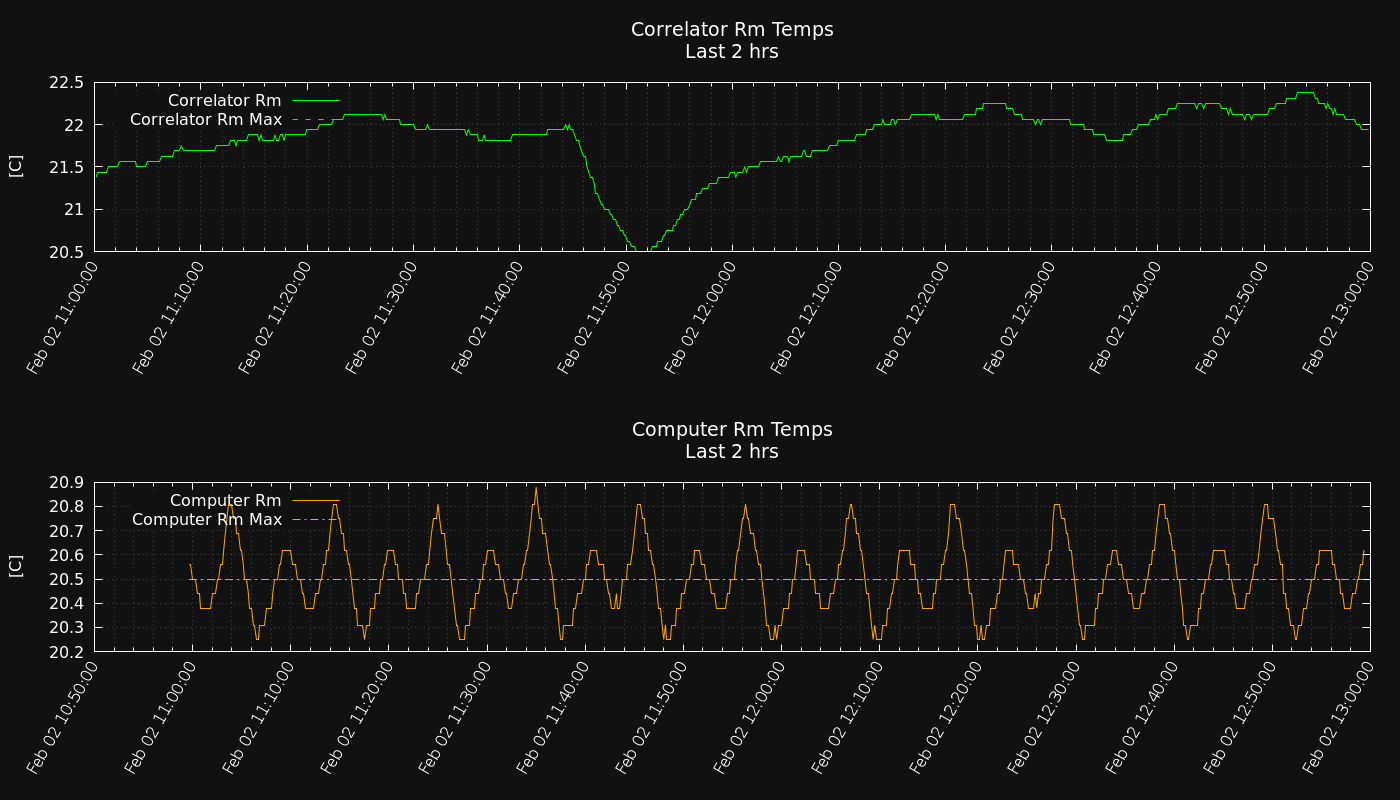 Correlator Rm Temps
Last 2 hrs
22.5
22
21.5
21
20.5
[C]
Correlator Rm
Correlator Rm Max
Feb 02 11:00:00
Feb 02 11:10:00
Feb 02 11:20:00
Feb 02 11:30:00
Feb 02 11:40:00
Feb 02 11:50:00
Feb 02 12:00:00
Feb 02 12:10:00
Feb 02 12:20:00
Feb 02 12:30:00
Feb 02 12:40:00
Feb 02 12:50:00
Feb 02 13:00:00
Computer Rm Temps
Last 2 hrs
20.9
20.8
20.7
20.6
20.5
20.4
20.3
20.2
[C]
Computer Rm
Computer Rm Max
Feb 02 10:50:00
Feb 02 11:00:00
Feb 02 11:10:00
Feb 02 11:20:00
Feb 02 11:30:00
Feb 02 11:40:00
Feb 02 11:50:00
Feb 02 12:00:00
Feb 02 12:10:00
Feb 02 12:20:00
Feb 02 12:30:00
Feb 02 12:40:00
Feb 02 12:50:00
Feb 02 13:00:00